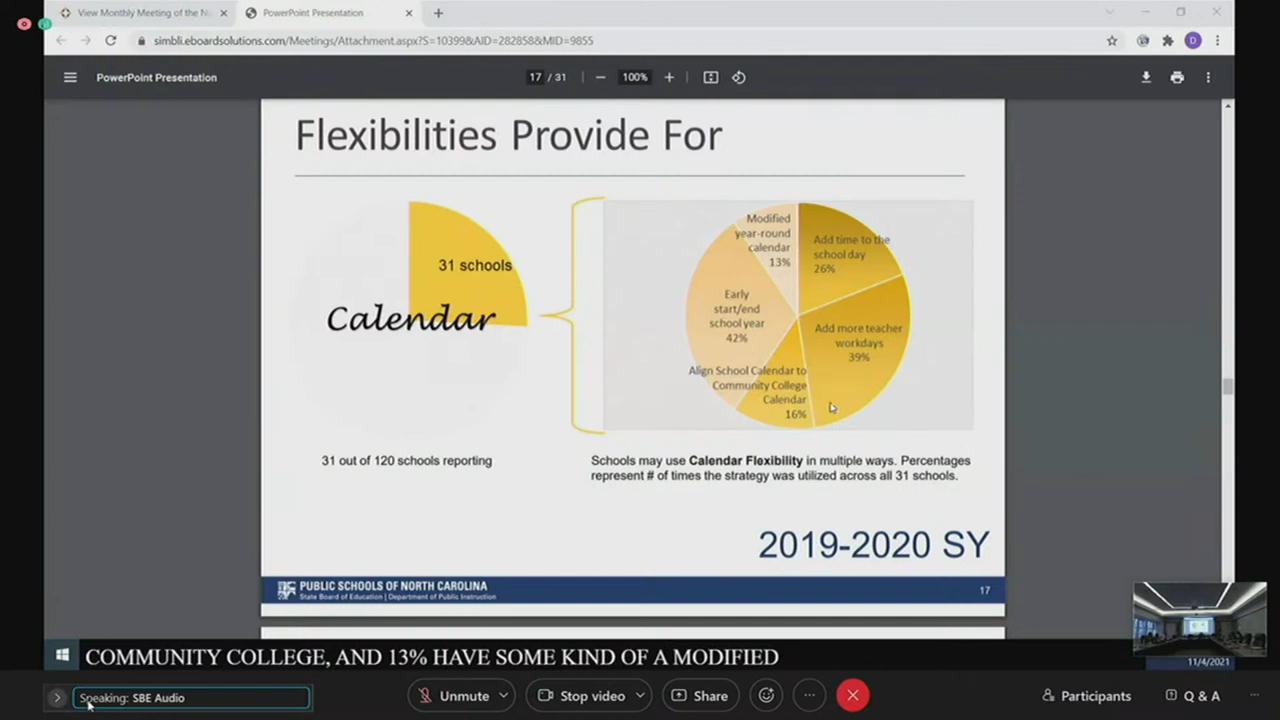 View Monthly Meeting of the N
PowerPoint Presentation
simbli.eboardsolutions.com/Meetings/Attachment.aspx?S=10399&AID=282858&MID=9855
D
PowerPoint Presentation
17 / 31
100%
Flexibilities Provide For
31 schools
Calendar
Modified
year-round
calendar
13%
Add time to the
school day
26%
Early
start/end
school year
42%
Add more teacher
workdays
39%
Align School Calendar to
Community College
Calendar
16%
31 out of 120 schools reporting
Schools may use Calendar Flexibility in multiple ways. Percentages
represent # of times the strategy was utilized across all 31 schools.
2019-2020 SY
PUBLIC SCHOOLS OF NORTH CAROLINA
State Board of Education | Department of Public Instruction
17
COMMUNITY COLLEGE, AND 13% HAVE SOME KIND OF A MODIFIED
11/4/2021
Speaking: SBE Audio
Unmute
Stop video
Share
Participants
Q & A